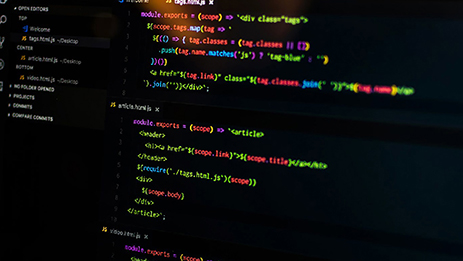 OPEN EDITORS
TOP
Welcome
tags.html.js ~/Desktop
CENTER
article.html.js ~/Desktop
BOTTOM
video.html.js ~/Desktop
NO FOLDER OPENED
PROJECTS
COMMITS
COMPARE COMMITS
tags.html.js
module.exports = (scope) => `<div class="tags">
${scope.tags.map(tag => `
${(() => { tag.classes = (tag.classes || [])
.push(tag.name.matches('js') ? 'tag-blue' : '')
})()}
<a href="${tag.link}" class="${tag.classes.join(' ')}">${tag.name}</a>
`).join('')}</div>`;
article.html.js
module.exports = (scope) => `<article>
<header>
<h1><a href="${scope.link}">${scope.title}</a></h1>
</header>
${require('./tags.html.js')(scope)}
<div>
${scope.body}
</div>
</article>`;
video.html.js
module.exports = (scope) => `
<header>